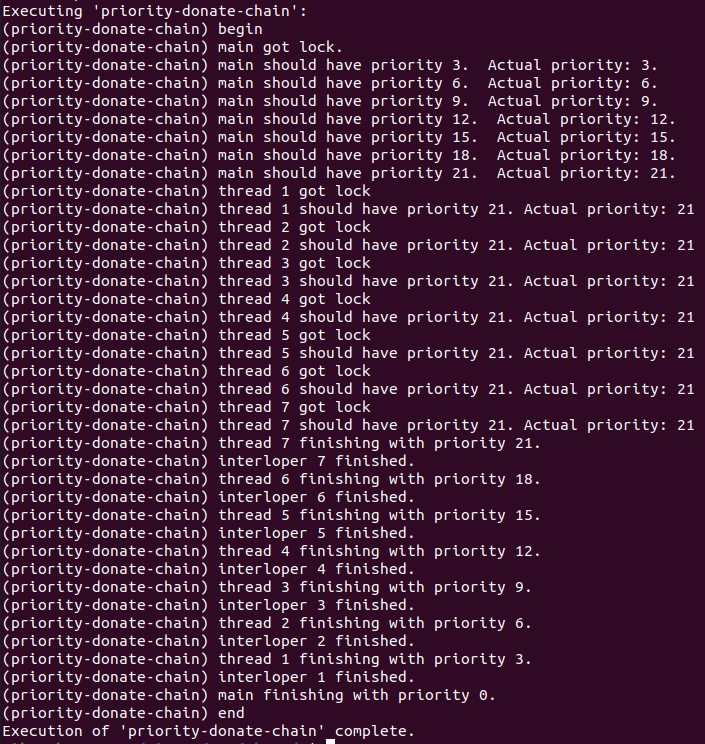 Executing 'priority-donate-chain':
(priority-donate-chain) begin
(priority-donate-chain) main got lock.
(priority-donate-chain) main should have priority 3.  Actual priority: 3.
(priority-donate-chain) main should have priority 6.  Actual priority: 6.
(priority-donate-chain) main should have priority 9.  Actual priority: 9.
(priority-donate-chain) main should have priority 12.  Actual priority: 12.
(priority-donate-chain) main should have priority 15.  Actual priority: 15.
(priority-donate-chain) main should have priority 18.  Actual priority: 18.
(priority-donate-chain) main should have priority 21.  Actual priority: 21.
(priority-donate-chain) thread 1 got lock
(priority-donate-chain) thread 1 should have priority 21. Actual priority: 21
(priority-donate-chain) thread 2 got lock
(priority-donate-chain) thread 2 should have priority 21. Actual priority: 21
(priority-donate-chain) thread 3 got lock
(priority-donate-chain) thread 3 should have priority 21. Actual priority: 21
(priority-donate-chain) thread 4 got lock
(priority-donate-chain) thread 4 should have priority 21. Actual priority: 21
(priority-donate-chain) thread 5 got lock
(priority-donate-chain) thread 5 should have priority 21. Actual priority: 21
(priority-donate-chain) thread 6 got lock
(priority-donate-chain) thread 6 should have priority 21. Actual priority: 21
(priority-donate-chain) thread 7 got lock
(priority-donate-chain) thread 7 should have priority 21. Actual priority: 21
(priority-donate-chain) thread 7 finishing with priority 21.
(priority-donate-chain) interloper 7 finished.
(priority-donate-chain) thread 6 finishing with priority 18.
(priority-donate-chain) interloper 6 finished.
(priority-donate-chain) thread 5 finishing with priority 15.
(priority-donate-chain) interloper 5 finished.
(priority-donate-chain) thread 4 finishing with priority 12.
(priority-donate-chain) interloper 4 finished.
(priority-donate-chain) thread 3 finishing with priority 9.
(priority-donate-chain) interloper 3 finished.
(priority-donate-chain) thread 2 finishing with priority 6.
(priority-donate-chain) interloper 2 finished.
(priority-donate-chain) thread 1 finishing with priority 3.
(priority-donate-chain) interloper 1 finished.
(priority-donate-chain) main finishing with priority 0.
(priority-donate-chain) end
Execution of 'priority-donate-chain' complete.